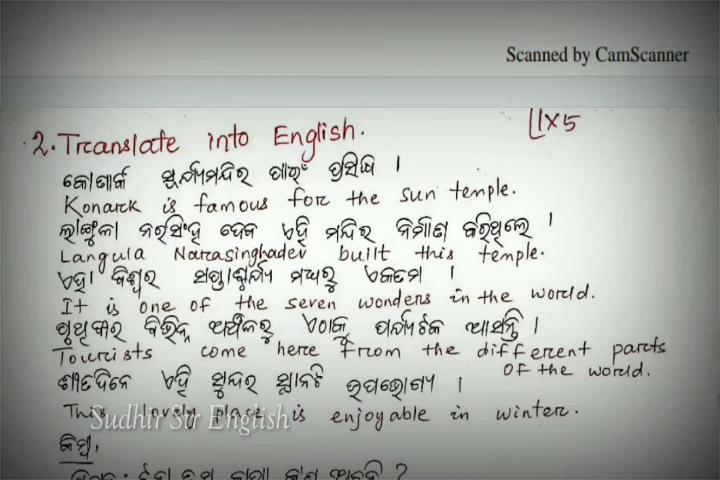 Scanned by CamScanner
2. Translate into English. [1×5
କୋଣାର୍କ ସୂର୍ଯ୍ୟମନ୍ଦିର ପାଇଁ ପ୍ରସିଦ୍ଧ ।
Konark is famous for the sun temple.
ଲାଙ୍ଗୁଳା ନରସିଂହ ଦେବ ଏହି ମନ୍ଦିର ନିର୍ମାଣ କରିଥିଲେ ।
Langula Narasinghadev built this temple.
ଏହା ବିଶ୍ୱର ସପ୍ତାଶ୍ଚର୍ଯ୍ୟ ମଧ୍ୟରୁ ଏକତମ ।
It is one of the seven wonders in the world.
ପୃଥିବୀର ବିଭିନ୍ନ ଅଞ୍ଚଳରୁ ଏଠାକୁ ପର୍ଯ୍ୟଟକ ଆସନ୍ତି ।
Tourists come here from the different parts
of the world.
ଶୀତଦିନେ ଏହି ସୁନ୍ଦର ସ୍ଥାନଟି ଉପଭୋଗ୍ୟ ।
This lovely place is enjoyable in winter.
Sudhir Sir English
କିମ୍ବା,